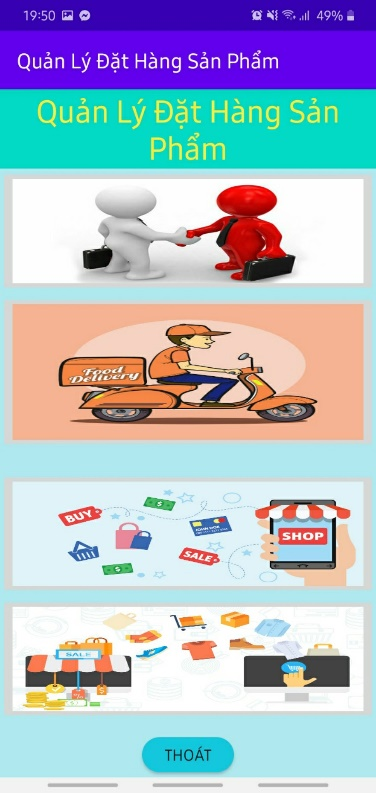 19:50
49%
Quản Lý Đặt Hàng Sản Phẩm
Quản Lý Đặt Hàng Sản
Phẩm
Food
Delivery
BUY
SALE
SHOP
SALE
THOÁT